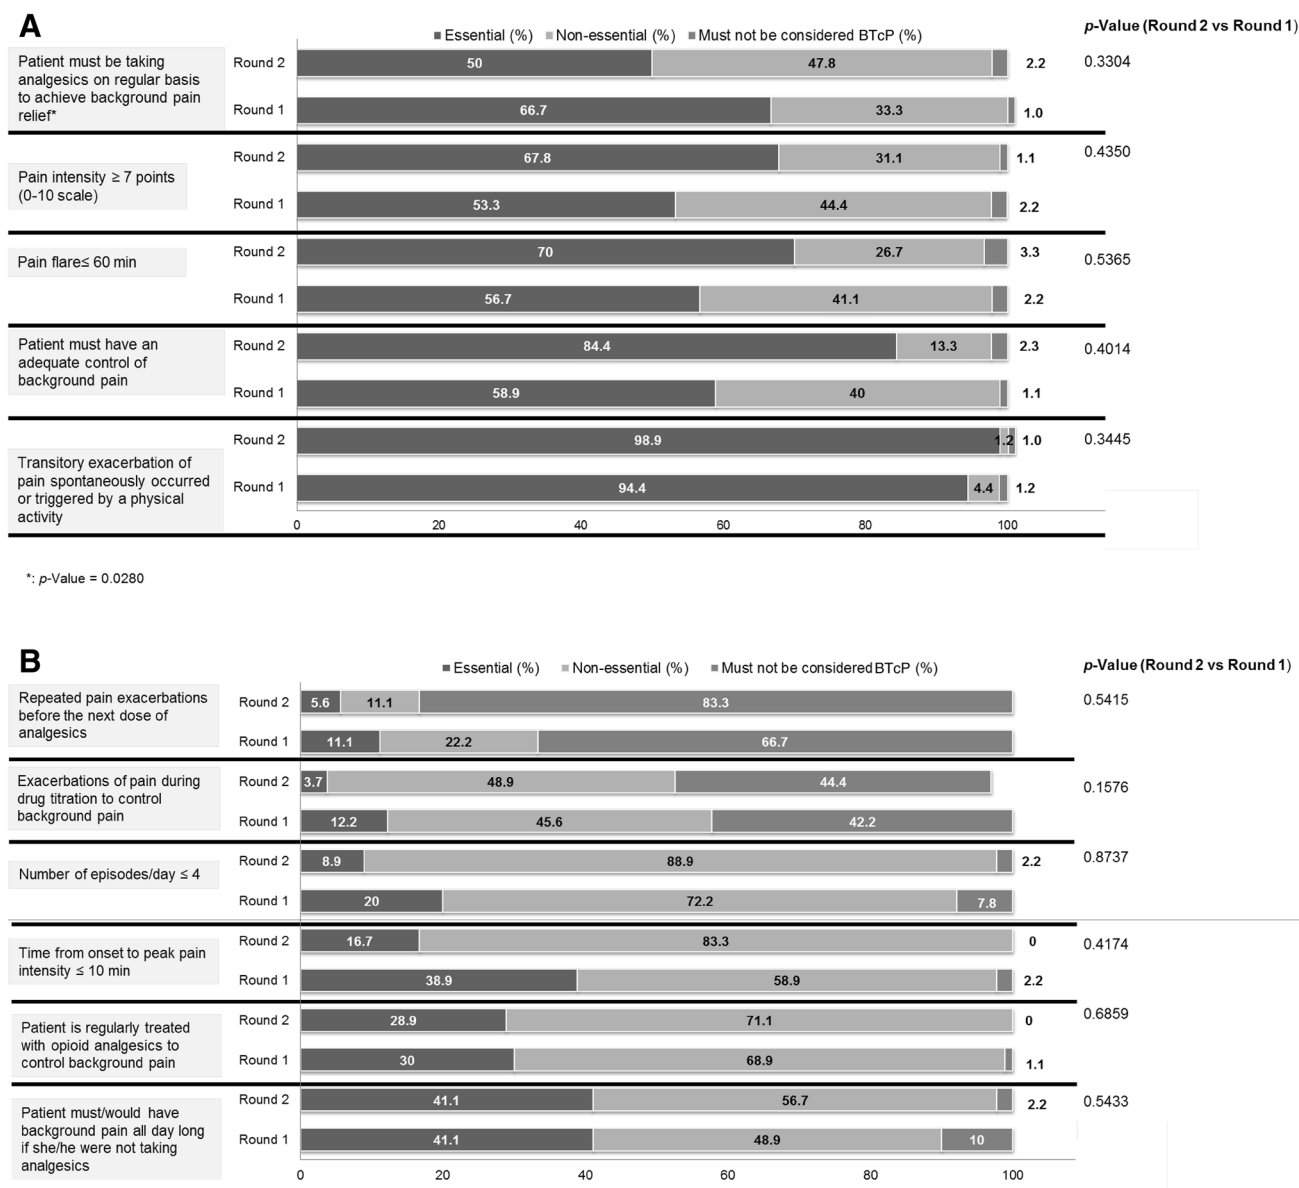 A
p-Value (Round 2 vs Round 1)
Essential (%) Non-essential (%) Must not be considered BTcP (%)
Patient must be taking
analgesics on regular basis
to achieve background pain
relief*
Round 2 50 47.8 2.2 0.3304
Round 1 66.7 33.3 1.0
Pain intensity ≥ 7 points
(0-10 scale)
Round 2 67.8 31.1 1.1 0.4350
Round 1 53.3 44.4 2.2
Pain flare≤ 60 min
Round 2 70 26.7 3.3 0.5365
Round 1 56.7 41.1 2.2
Patient must have an
adequate control of
background pain
Round 2 84.4 13.3 2.3 0.4014
Round 1 58.9 40 1.1
Transitory exacerbation of
pain spontaneously occurred
or triggered by a physical
activity
Round 2 98.9 1.2 1.0 0.3445
Round 1 94.4 4.4 1.2
0 20 40 60 80 100
*: p-Value = 0.0280
B
Essential (%) Non-essential (%) Must not be considered BTcP (%)
p-Value (Round 2 vs Round 1)
Repeated pain exacerbations
before the next dose of
analgesics
Round 2 5.6 11.1 83.3 0.5415
Round 1 11.1 22.2 66.7
Exacerbations of pain during
drug titration to control
background pain
Round 2 3.7 48.9 44.4 0.1576
Round 1 12.2 45.6 42.2
Number of episodes/day ≤ 4
Round 2 8.9 88.9 2.2 0.8737
Round 1 20 72.2 7.8
Time from onset to peak pain
intensity ≤ 10 min
Round 2 16.7 83.3 0 0.4174
Round 1 38.9 58.9 2.2
Patient is regularly treated
with opioid analgesics to
control background pain
Round 2 28.9 71.1 0 0.6859
Round 1 30 68.9 1.1
Patient must/would have
background pain all day long
if she/he were not taking
analgesics
Round 2 41.1 56.7 2.2 0.5433
Round 1 41.1 48.9 10
0 20 40 60 80 100